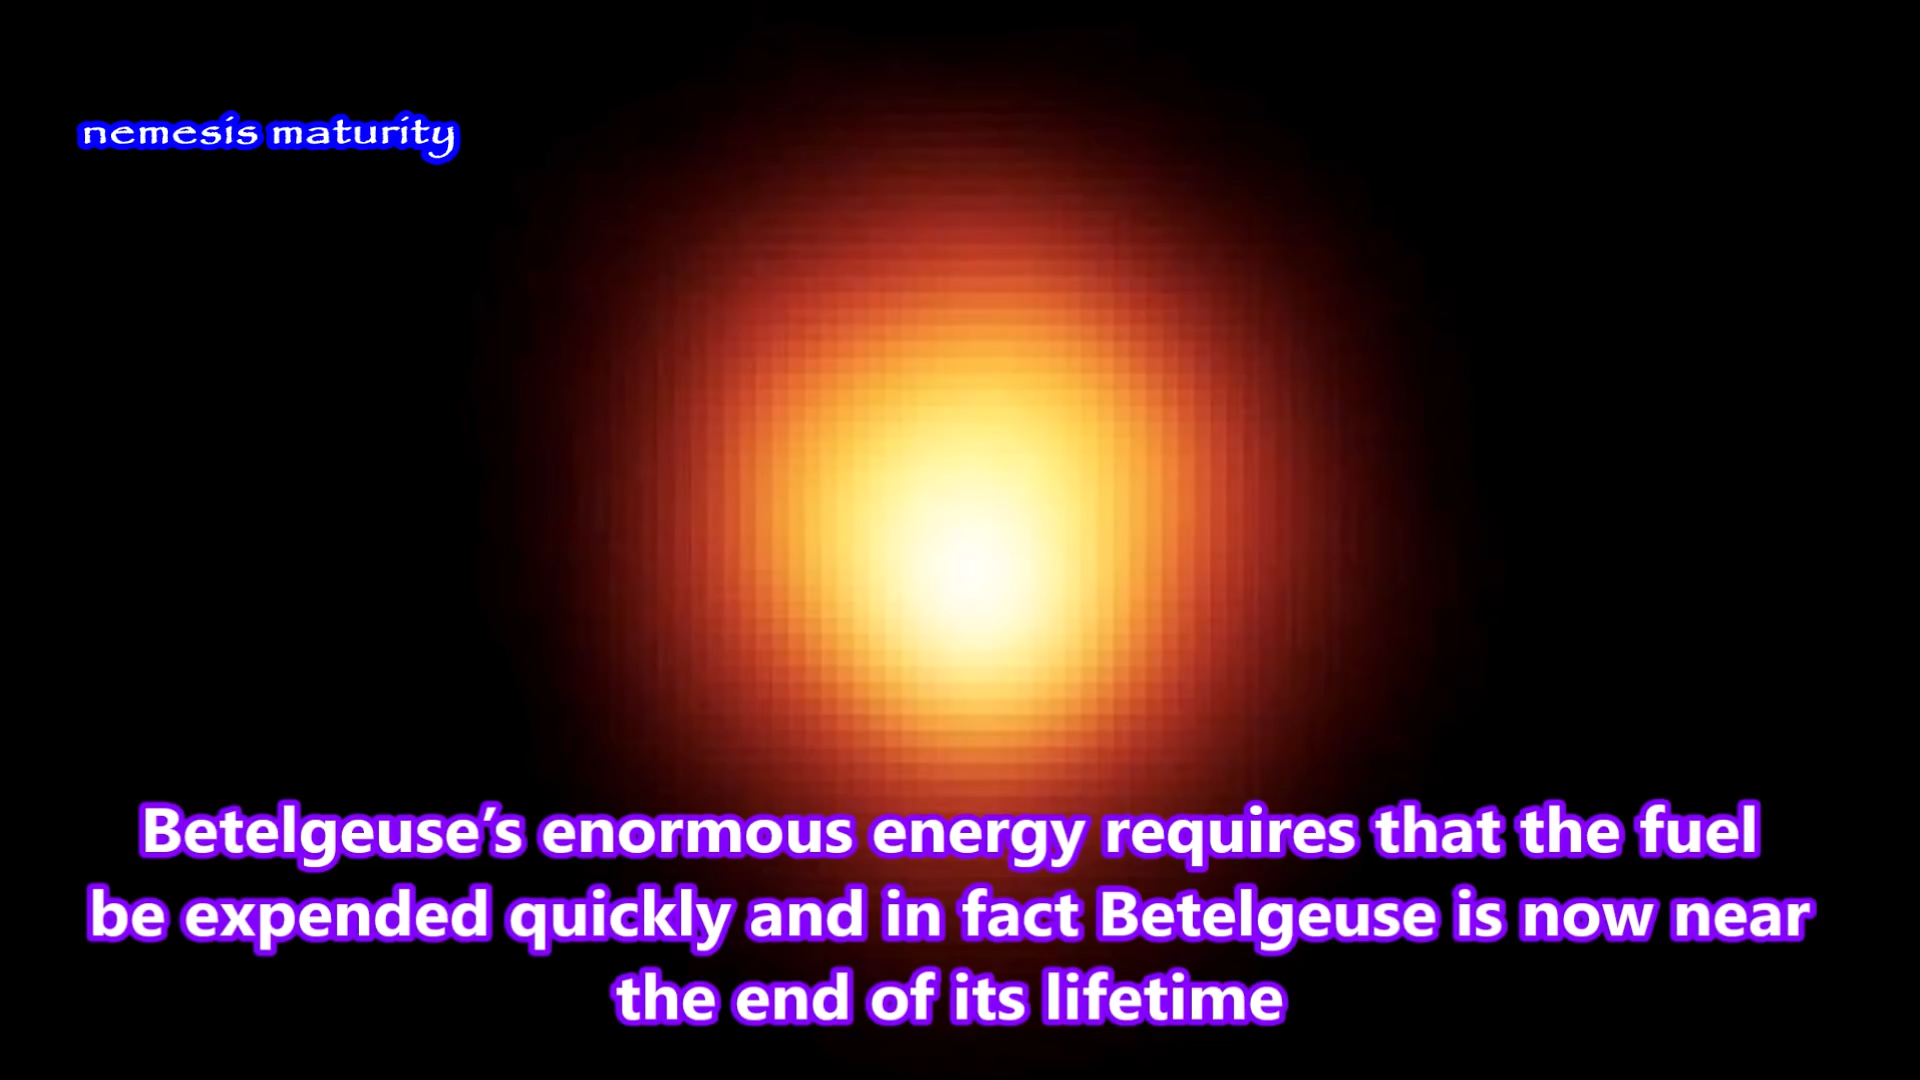 nemesis maturity
Betelgeuse’s enormous energy requires that the fuel
be expended quickly and in fact Betelgeuse is now near
the end of its lifetime